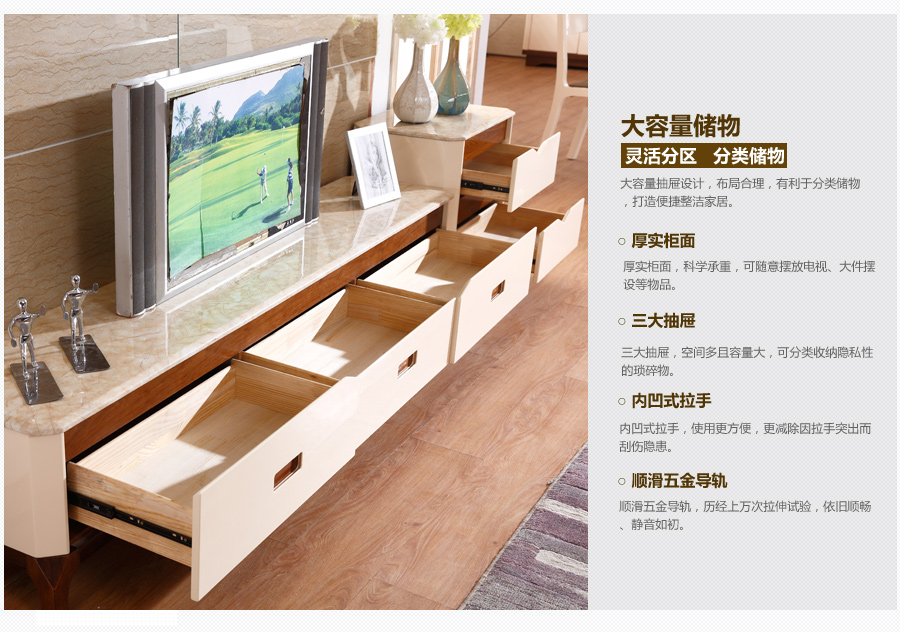 大容量储物
灵活分区 分类储物
大容量抽屉设计，布局合理，有利于分类储物
，打造便捷整洁家居。
厚实柜面
厚实柜面，科学承重，可随意摆放电视、大件摆
设等物品。
三大抽屉
三大抽屉，空间多且容量大，可分类收纳隐私性
的琐碎物。
内凹式拉手
内凹式拉手，使用更方便，更减除因拉手突出而
刮伤隐患。
顺滑五金导轨
顺滑五金导轨，历经上万次拉伸试验，依旧顺畅
、静音如初。